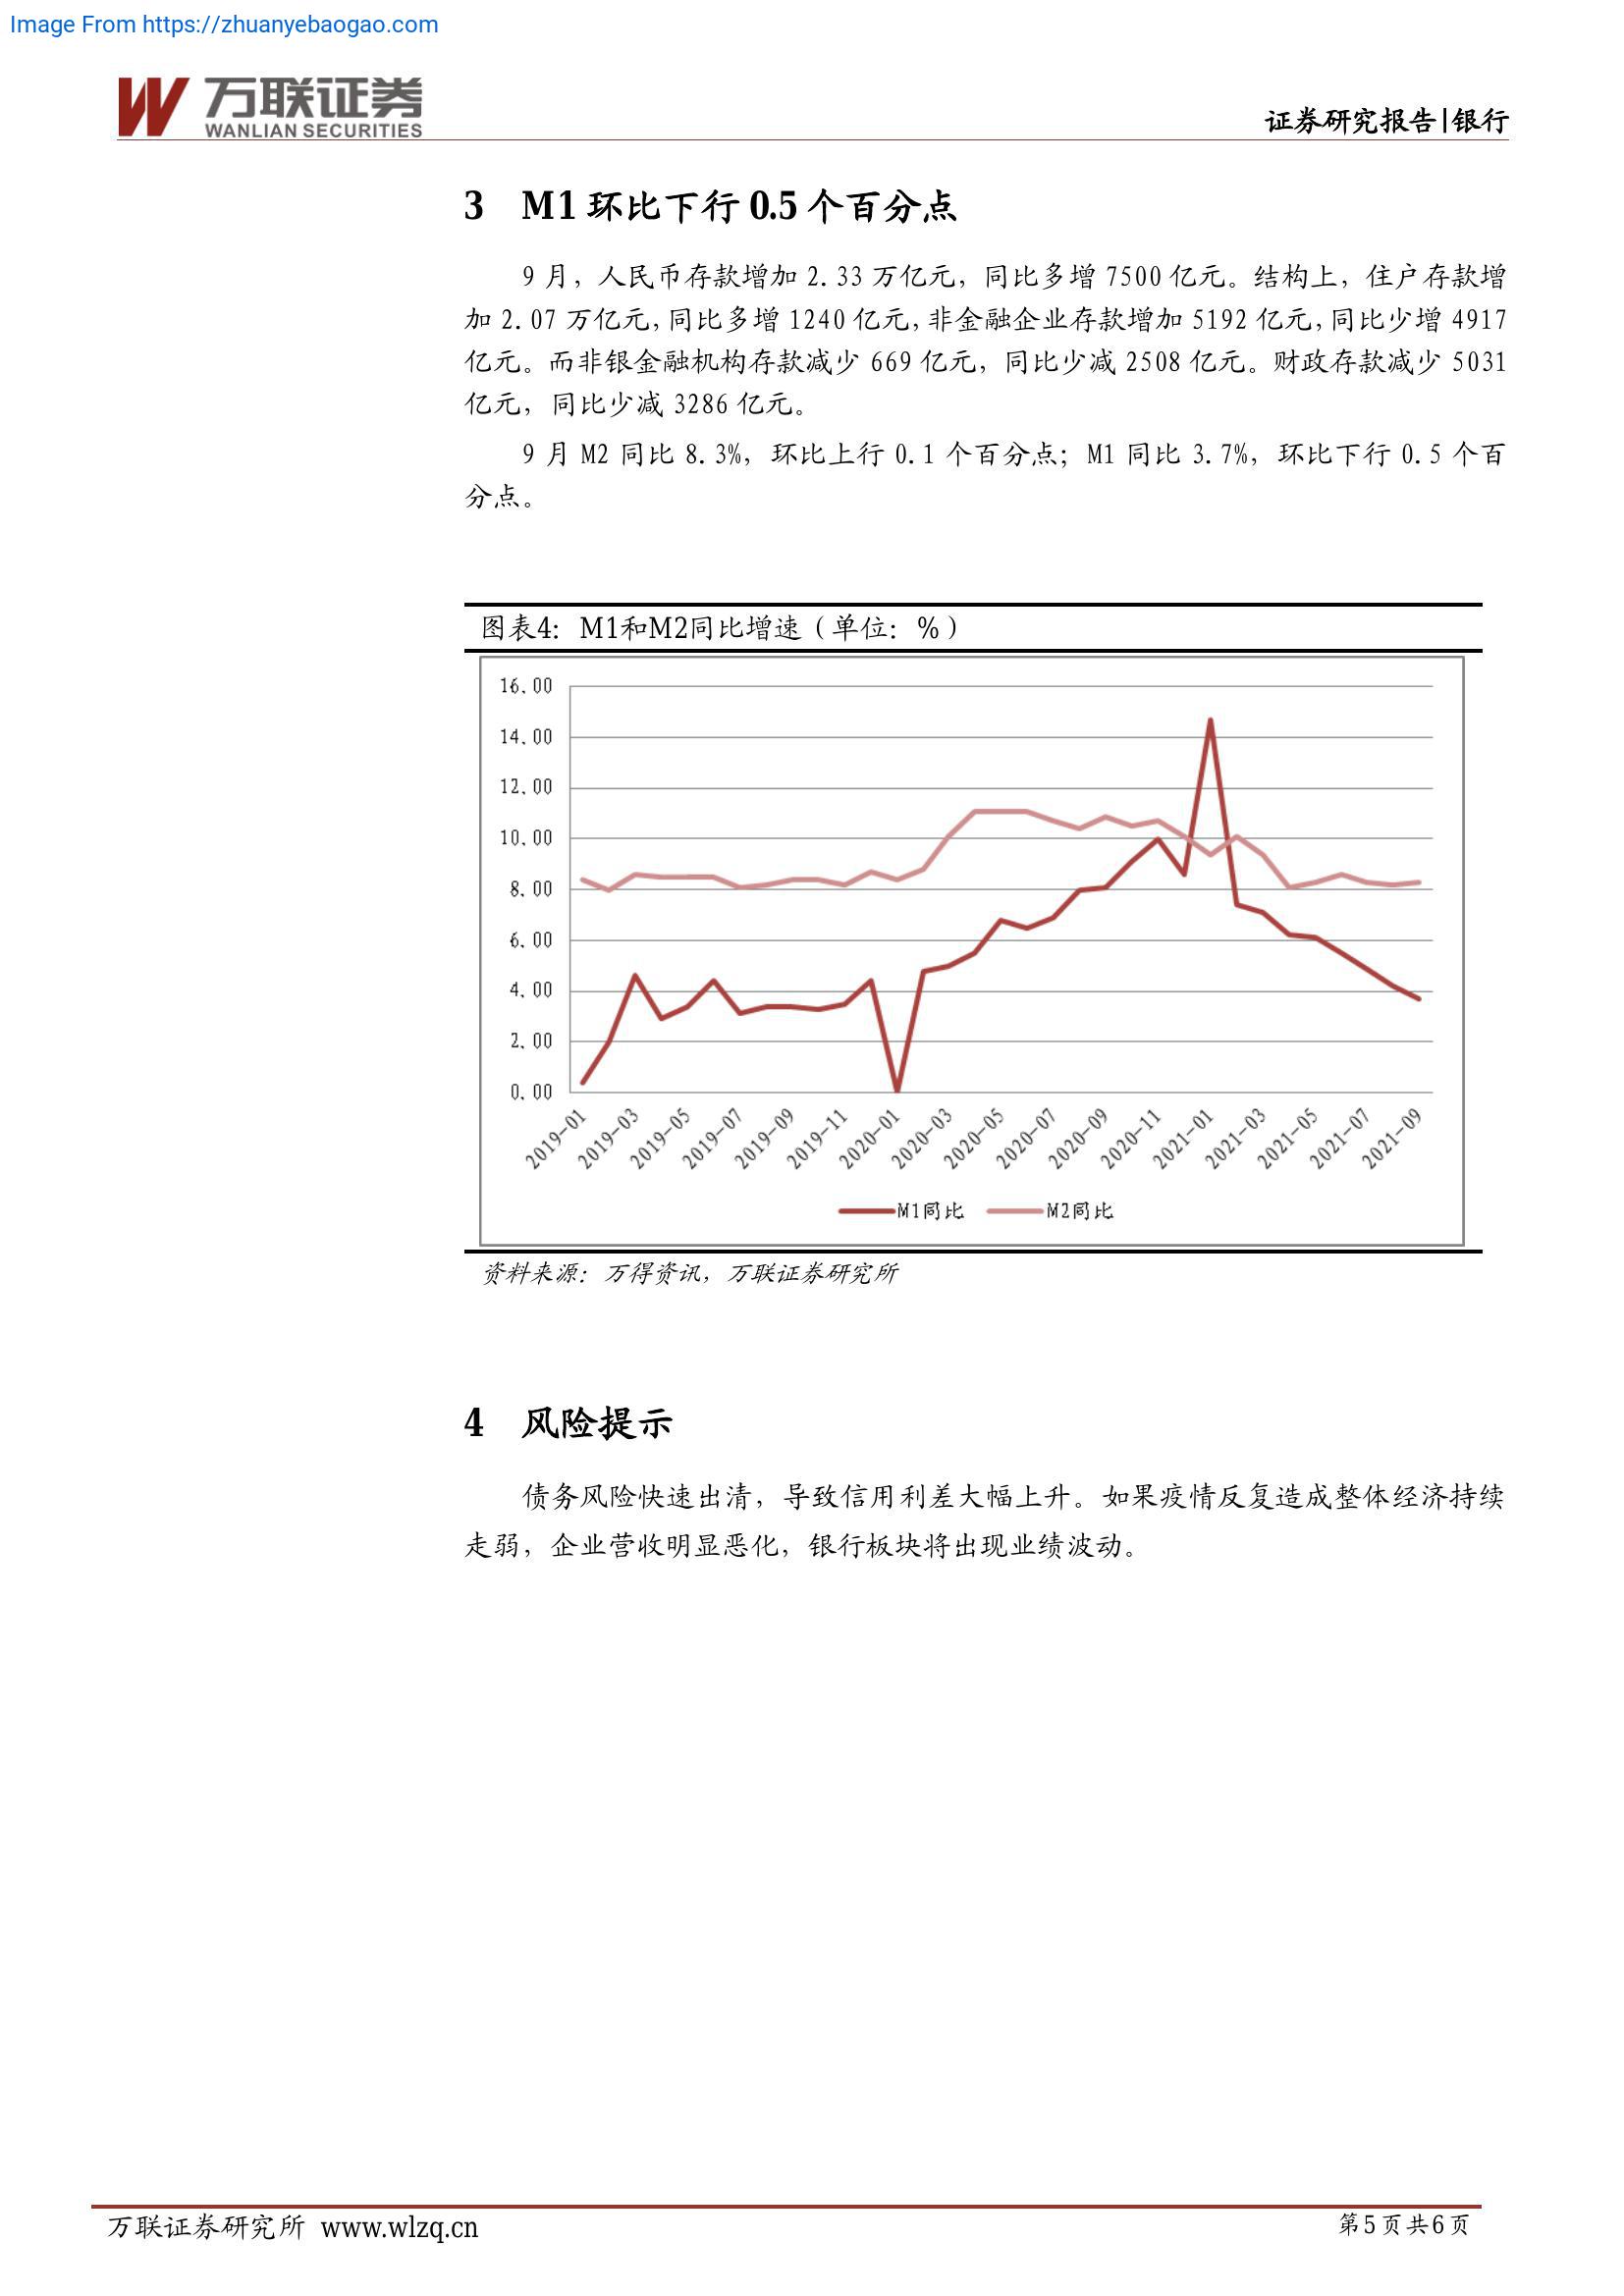 Image From https://zhuanyebaogao.com
万联证券
WANLIAN SECURITIES
证券研究报告|银行
3 M1 环比下行 0.5 个百分点
9 月，人民币存款增加 2.33 万亿元，同比多增 7500 亿元。结构上，住户存款增
加 2.07 万亿元，同比多增 1240 亿元，非金融企业存款增加 5192 亿元，同比少增 4917
亿元。而非银金融机构存款减少 669 亿元，同比少减 2508 亿元。财政存款减少 5031
亿元，同比少减 3286 亿元。
9 月 M2 同比 8.3%，环比上行 0.1 个百分点；M1 同比 3.7%，环比下行 0.5 个百
分点。
图表4：M1和M2同比增速（单位：%）
16.00
14.00
12.00
10.00
8.00
6.00
4.00
2.00
0.00
2019-01 2019-03 2019-05 2019-07 2019-09 2019-11 2020-01 2020-03 2020-05 2020-07 2020-09 2020-11 2021-01 2021-03 2021-05 2021-07 2021-09
M1同比 M2同比
资料来源：万得资讯，万联证券研究所
4 风险提示
债务风险快速出清，导致信用利差大幅上升。如果疫情反复造成整体经济持续
走弱，企业营收明显恶化，银行板块将出现业绩波动。
万联证券研究所 www.wlzq.cn
第5页共6页